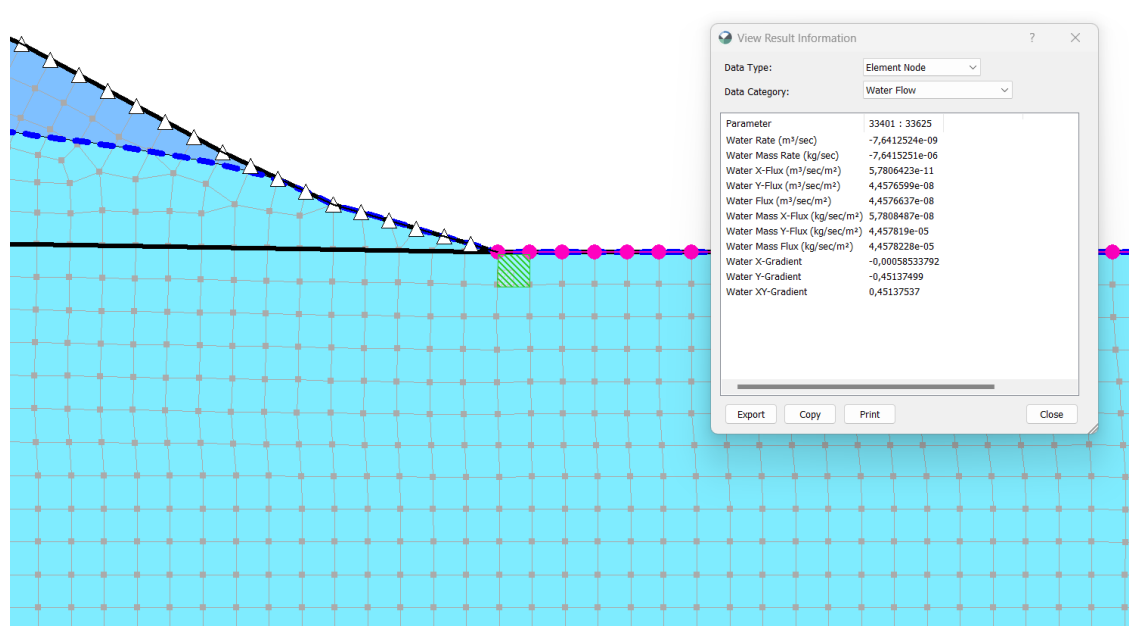 View Result Information ? ×
Data Type: Element Node
Data Category: Water Flow
Parameter 33401 : 33625
Water Rate (m³/sec) -7,6412524e-09
Water Mass Rate (kg/sec) -7,6415251e-06
Water X-Flux (m³/sec/m²) 5,7806423e-11
Water Y-Flux (m³/sec/m²) 4,4576599e-08
Water Flux (m³/sec/m²) 4,4576637e-08
Water Mass X-Flux (kg/sec/m²) 5,7808487e-08
Water Mass Y-Flux (kg/sec/m²) 4,457819e-05
Water Mass Flux (kg/sec/m²) 4,4578228e-05
Water X-Gradient -0,00058533792
Water Y-Gradient -0,45137499
Water XY-Gradient 0,45137537
Export Copy Print Close